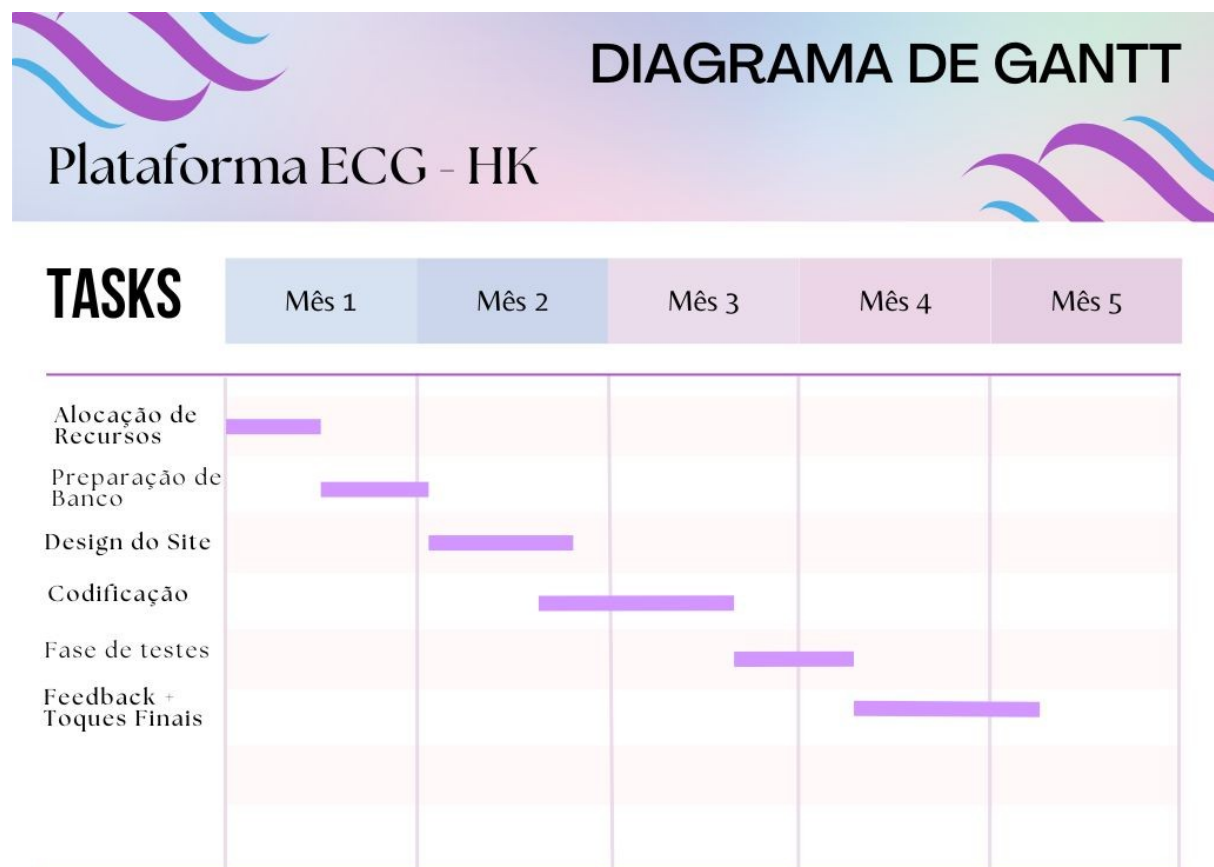 DIAGRAMA DE GANTT
Plataforma ECG - HK
TASKS
Mês 1
Mês 2
Mês 3
Mês 4
Mês 5
Alocação de
Recursos
Preparação de
Banco
Design do Site
Codificação
Fase de testes
Feedback +
Toques Finais